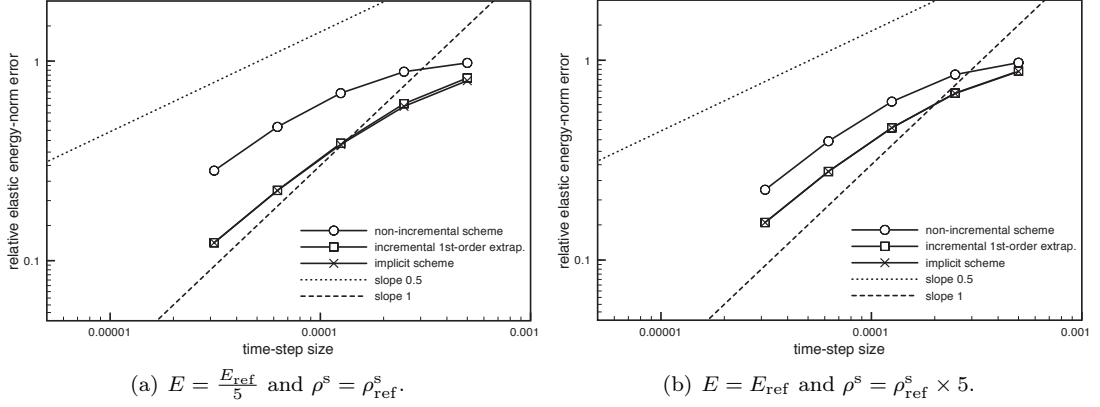 relative elastic energy-norm error
1
0.1
non-incremental scheme
incremental 1st-order extrap.
implicit scheme
slope 0.5
slope 1
0.00001 0.0001 0.001
time-step size
(a) E = E_ref/5 and ρ^s = ρ^s_ref.
relative elastic energy-norm error
1
0.1
non-incremental scheme
incremental 1st-order extrap.
implicit scheme
slope 0.5
slope 1
0.00001 0.0001 0.001
time-step size
(b) E = E_ref and ρ^s = ρ^s_ref × 5.